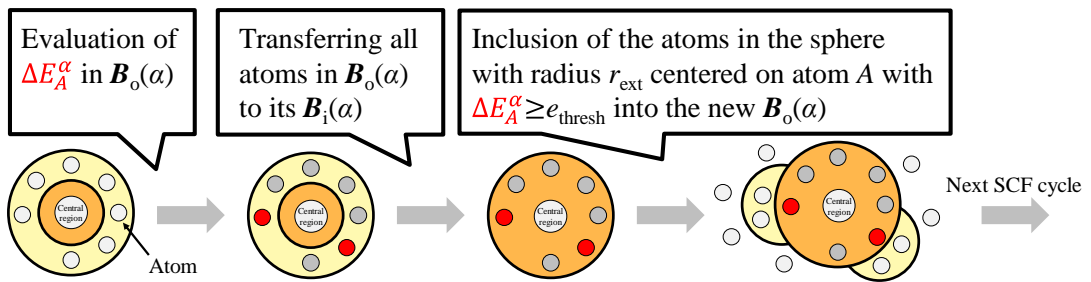 Evaluation of
ΔE_A^α in B_o(α)
Transferring all
atoms in B_o(α)
to its B_i(α)
Inclusion of the atoms in the sphere
with radius r_ext centered on atom A with
ΔE_A^α≥e_thresh into the new B_o(α)
Central
region
Atom
Central
region
Central
region
Central
region
Next SCF cycle